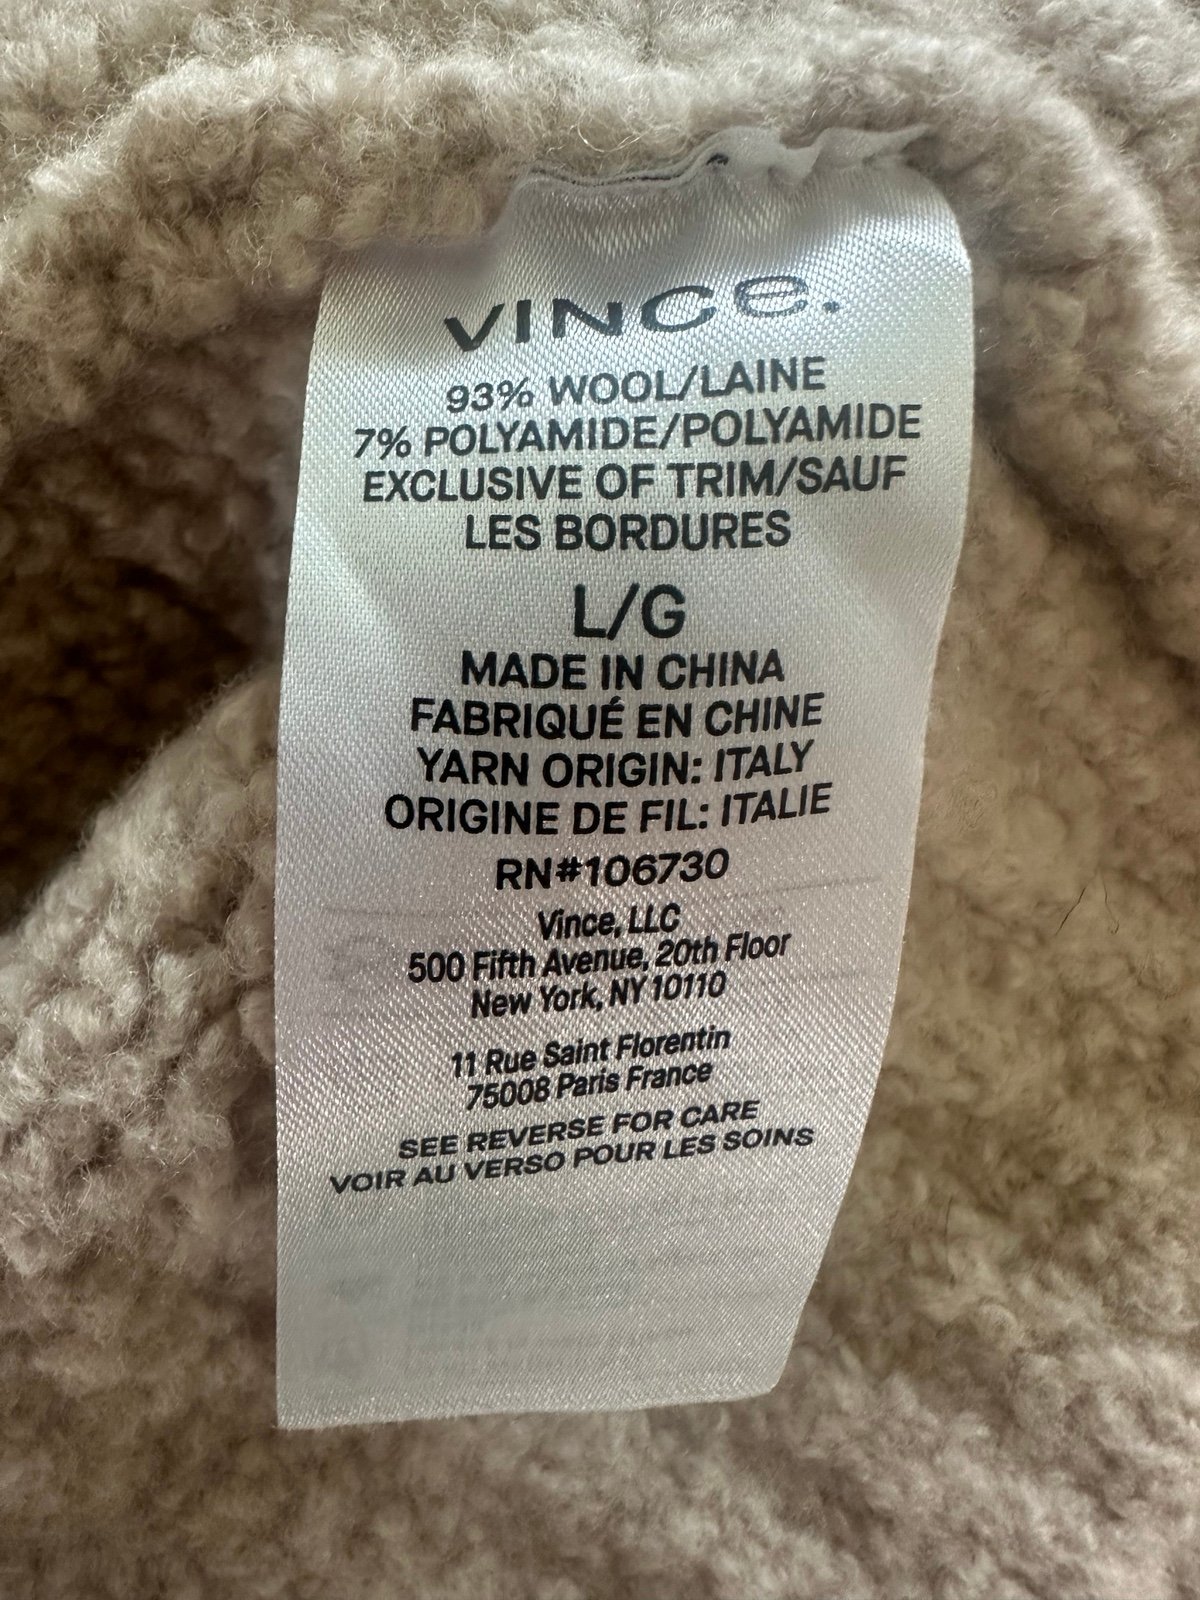 VINCE.
93% WOOL/LAINE
7% POLYAMIDE/POLYAMIDE
EXCLUSIVE OF TRIM/SAUF
LES BORDURES
L/G
MADE IN CHINA
FABRIQUÉ EN CHINE
YARN ORIGIN: ITALY
ORIGINE DE FIL: ITALIE
RN#106730
Vince, LLC
500 Fifth Avenue, 20th Floor
New York, NY 10110
11 Rue Saint Florentin
75008 Paris France
SEE REVERSE FOR CARE
VOIR AU VERSO POUR LES SOINS